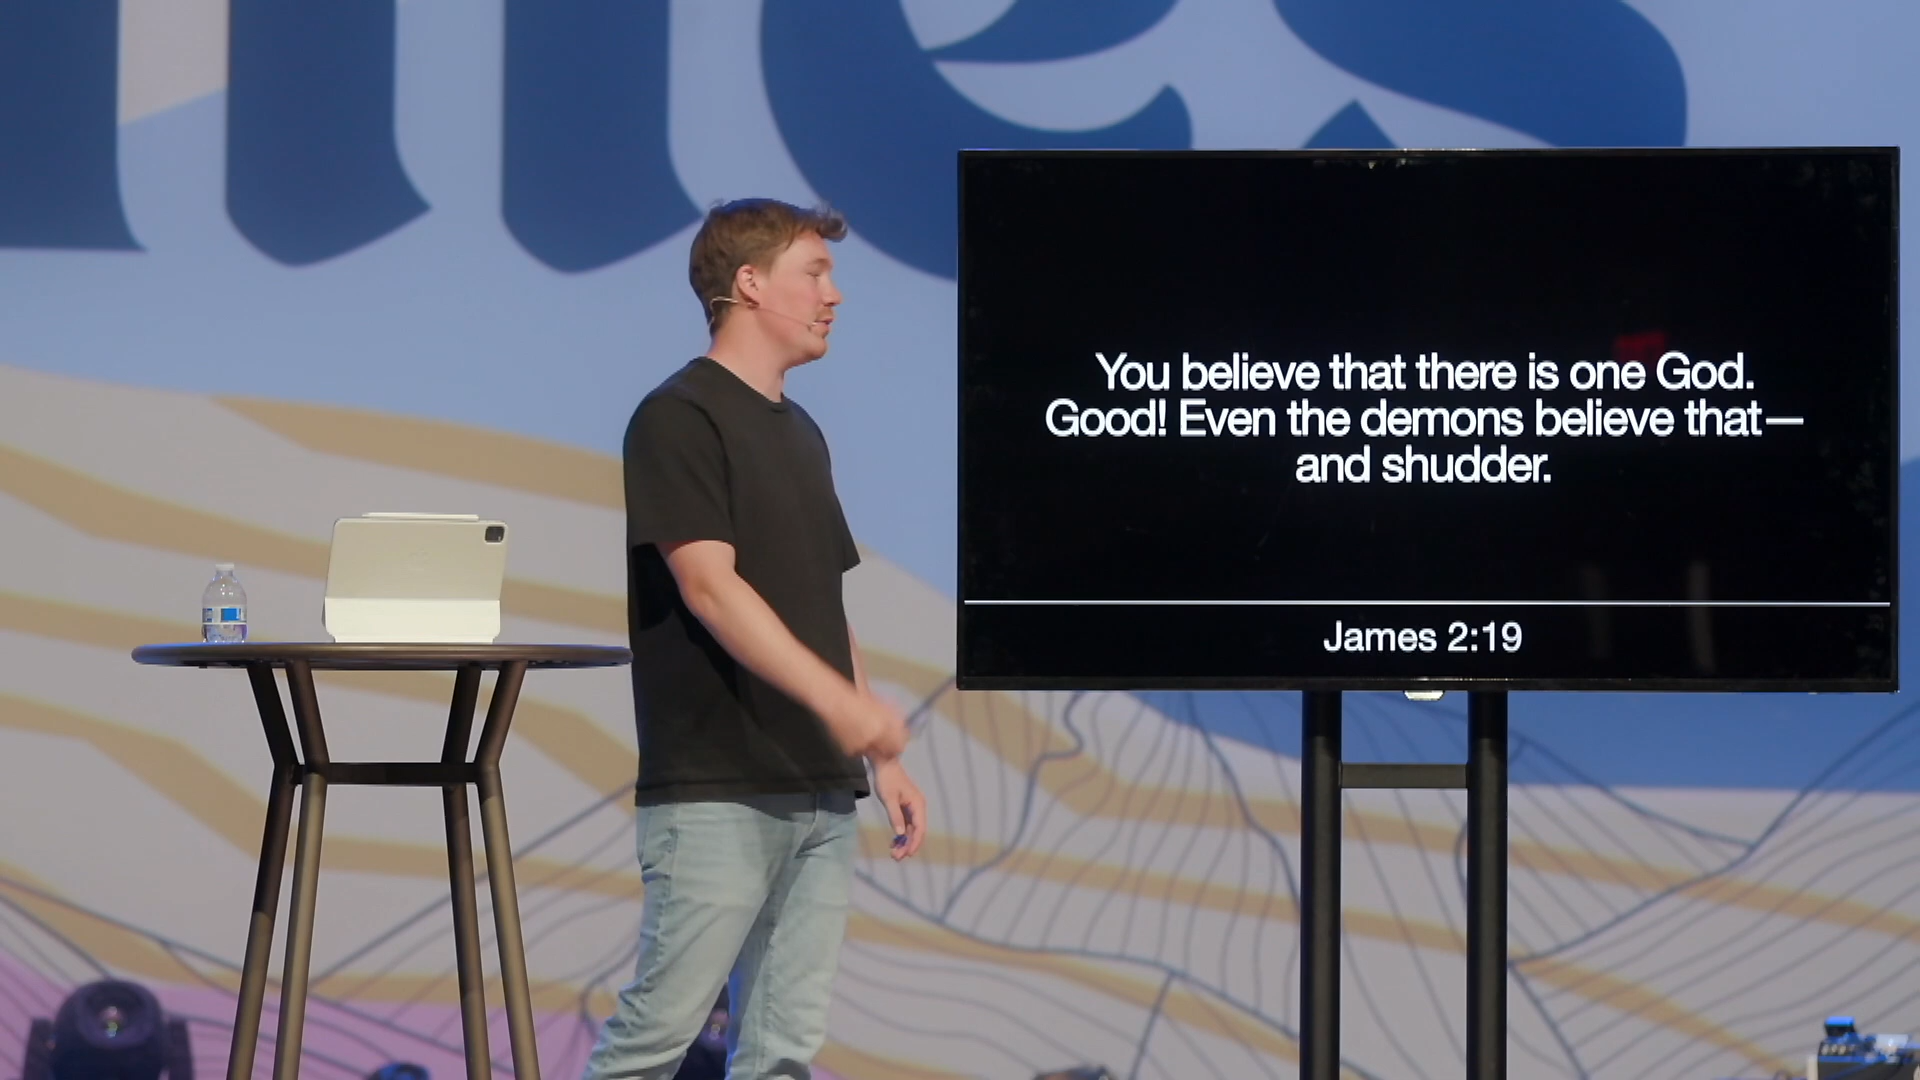 You believe that there is one God.
Good! Even the demons believe that—
and shudder.
James 2:19